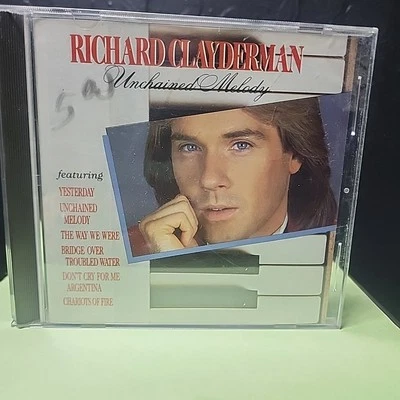 RICHARD CLAYDERMAN
Unchained Melody
featuring
YESTERDAY
UNCHAINED
MELODY
THE WAY WE WERE
BRIDGE OVER
TROUBLED WATER
DON'T CRY FOR ME
ARGENTINA
CHARIOTS OF FIRE